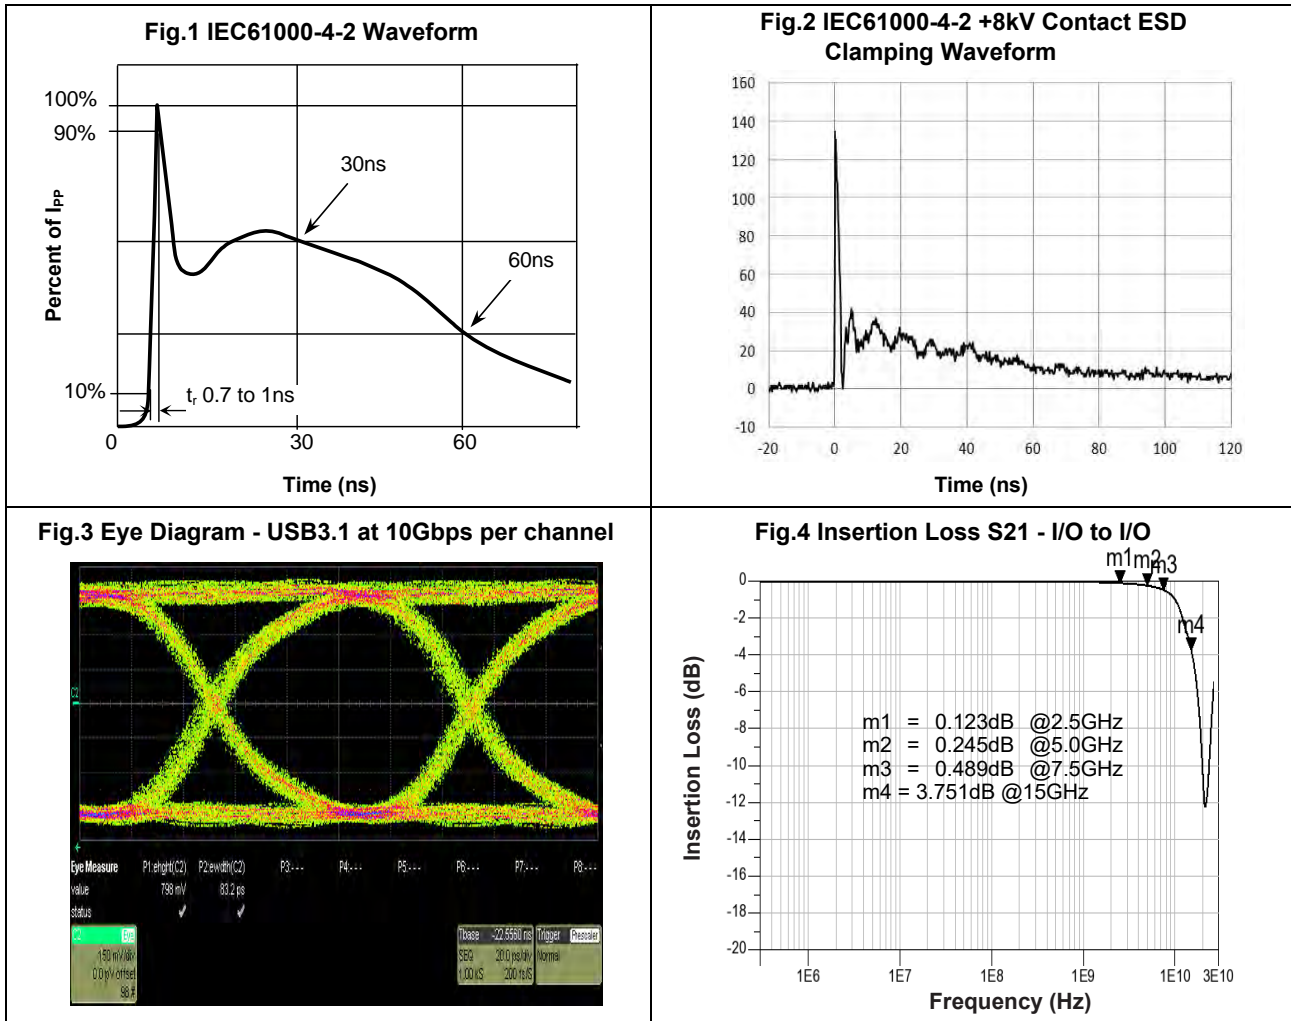 Fig.1 IEC61000-4-2 Waveform
100%
90%
10%
Percent of IPP
30ns
60ns
tr 0.7 to 1ns
0
30
60
Time (ns)
Fig.2 IEC61000-4-2 +8kV Contact ESD
Clamping Waveform
160
140
120
100
80
60
40
20
0
-10
-20
0
20
40
60
80
100
120
Time (ns)
Fig.3 Eye Diagram - USB3.1 at 10Gbps per channel
Eye Measure P1:ehght(C2) P2:ewdth(C2) P3:--- P4:--- P5:--- P6:--- P7:--- P8:---
value 798 mV 83.2 ps
status
C2 Eye
150 mV/div
0.0 µV offset
98 #
Tbase -22.5560 ns
SEQ 20.0 ps/div
1.00 KS 200 fs/S
Trigger Prescaler
Normal
C3
Fig.4 Insertion Loss S21 - I/O to I/O
m1 m2 m3
m4
0
-2
-4
-6
-8
-10
-12
-14
-16
-18
-20
Insertion Loss (dB)
m1 = 0.123dB @2.5GHz
m2 = 0.245dB @5.0GHz
m3 = 0.489dB @7.5GHz
m4 = 3.751dB @15GHz
1E6
1E7
1E8
1E9
1E10
3E10
Frequency (Hz)